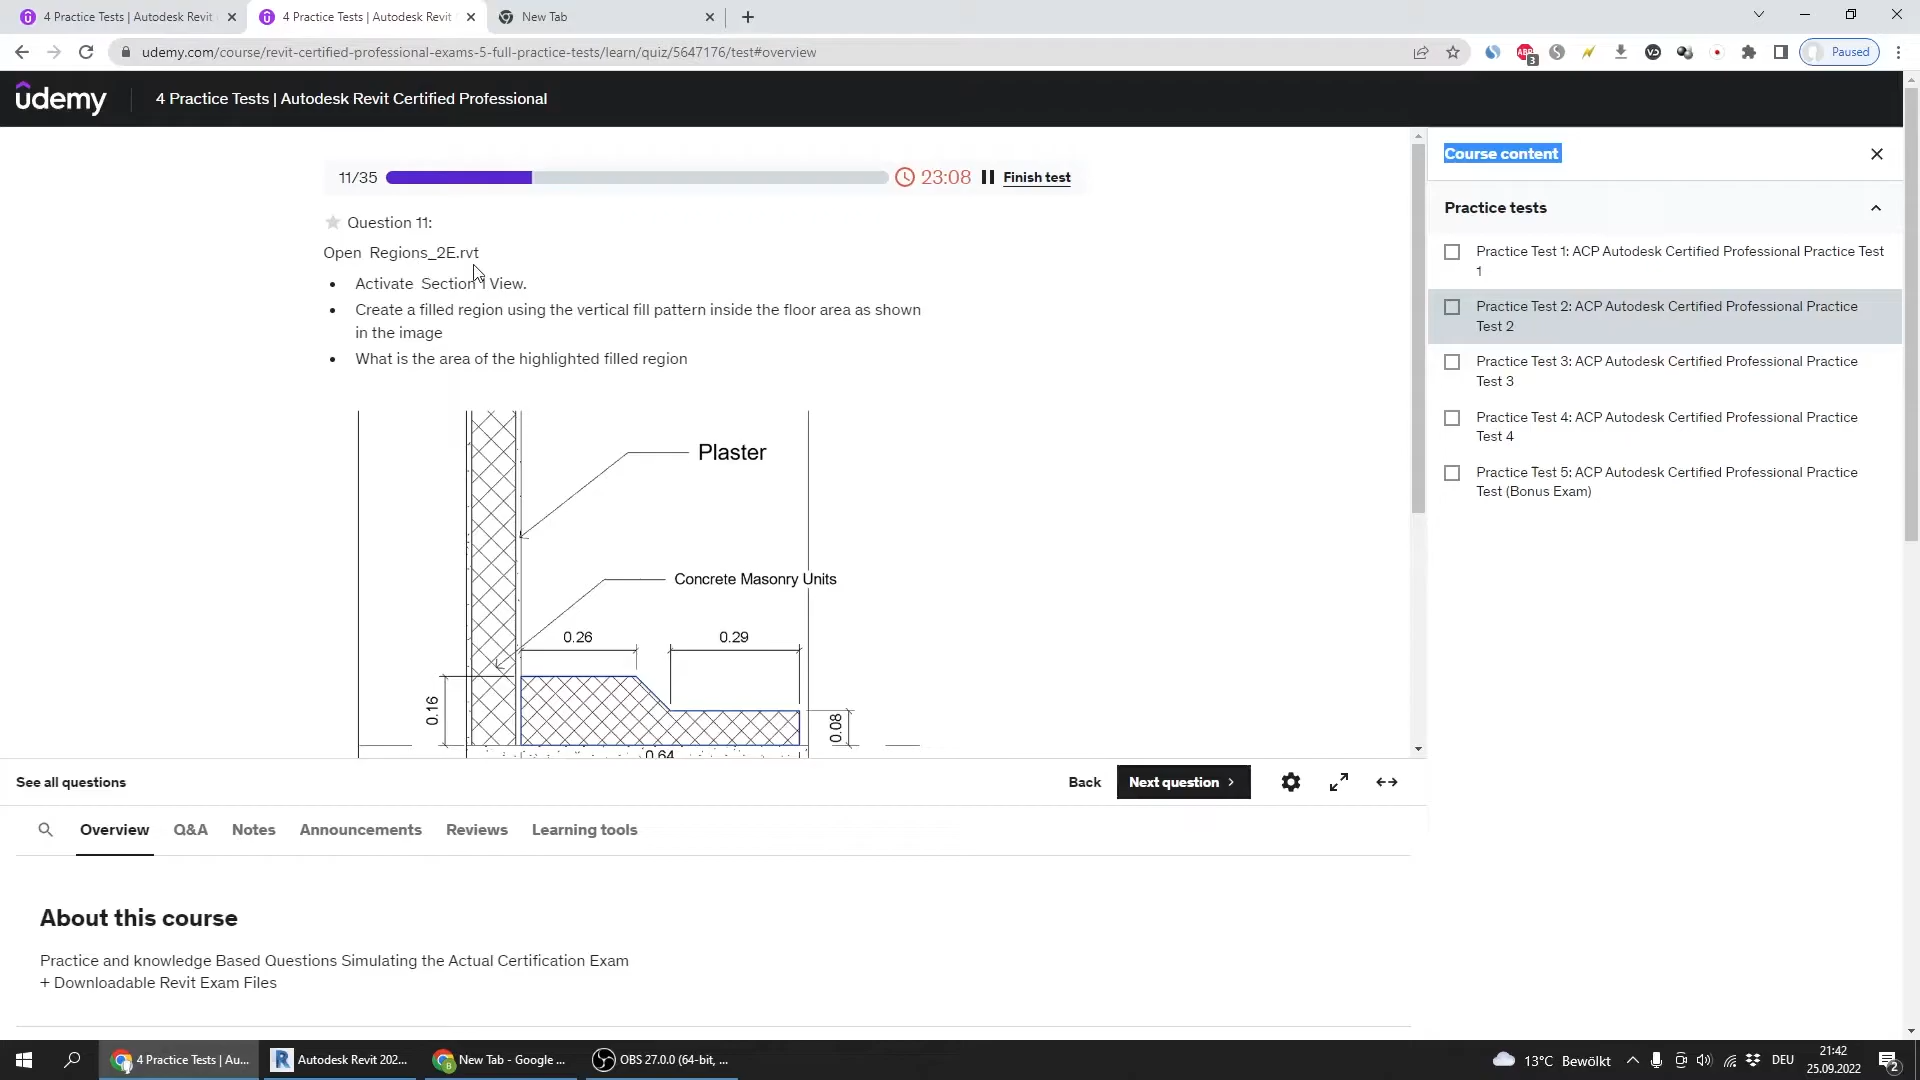 4 Practice Tests | Autodesk Revit
4 Practice Tests | Autodesk Revit
New Tab
udemy.com/course/revit-certified-professional-exams-5-full-practice-tests/learn/quiz/5647176/test#overview
ABP
3
VD
Paused
ûdemy
4 Practice Tests | Autodesk Revit Certified Professional
Course content
11/35
23:08
Finish test
Practice tests
Question 11:
Open Regions_2E.rvt
Activate Section 1 View.
Create a filled region using the vertical fill pattern inside the floor area as shown
in the image
What is the area of the highlighted filled region
Practice Test 1: ACP Autodesk Certified Professional Practice Test
1
Practice Test 2: ACP Autodesk Certified Professional Practice
Test 2
Practice Test 3: ACP Autodesk Certified Professional Practice
Test 3
Practice Test 4: ACP Autodesk Certified Professional Practice
Test 4
Practice Test 5: ACP Autodesk Certified Professional Practice
Test (Bonus Exam)
Plaster
Concrete Masonry Units
0.26
0.29
0.16
0.08
0.64
See all questions
Back
Next question
Overview
Q&A
Notes
Announcements
Reviews
Learning tools
About this course
Practice and knowledge Based Questions Simulating the Actual Certification Exam
+ Downloadable Revit Exam Files
4 Practice Tests | Au...
R
Autodesk Revit 202...
New Tab - Google ...
OBS 27.0.0 (64-bit, ...
13°C Bewölkt
DEU
21:42
25.09.2022
2